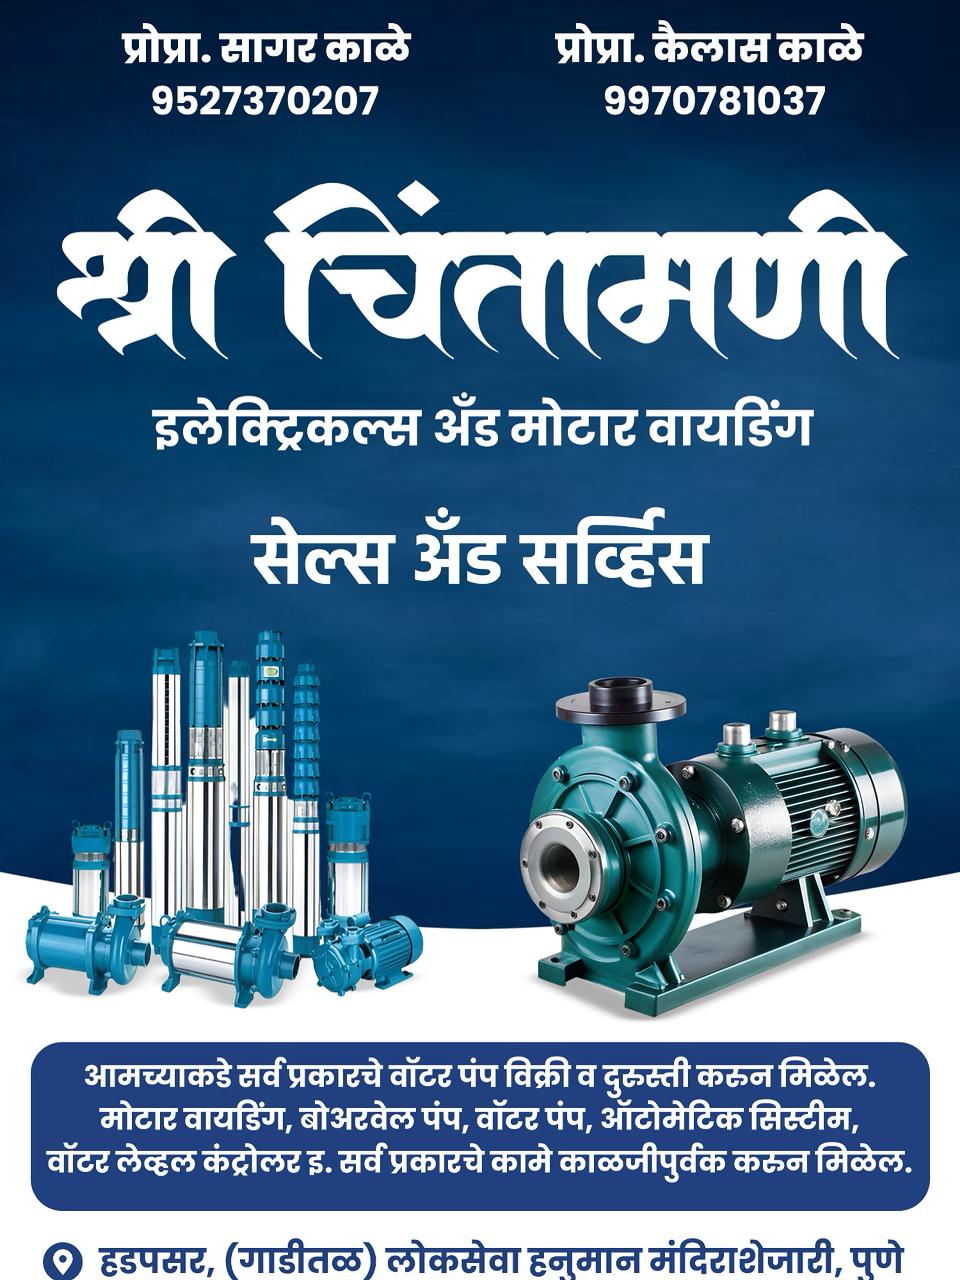 प्रोप्रा. सागर काळे
9527370207
प्रोप्रा. कैलास काळे
9970781037
श्री चिंतामणी
इलेक्ट्रिकल्स अँड मोटार वायडिंग
सेल्स अँड सर्व्हिस
आमच्याकडे सर्व प्रकारचे वॉटर पंप विक्री व दुरुस्ती करुन मिळेल.
मोटार वायडिंग, बोअरवेल पंप, वॉटर पंप, ऑटोमेटिक सिस्टीम,
वॉटर लेव्हल कंट्रोलर इ. सर्व प्रकारचे कामे काळजीपुर्वक करुन मिळेल.
हडपसर, (गाडीतळ) लोकसेवा हनुमान मंदिराशेजारी, पुणे